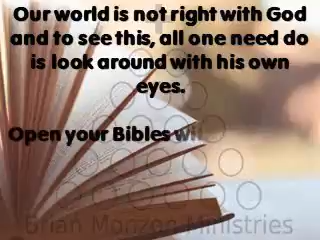 Our world is not right with God
and to see this, all one need do
is look around with his own
eyes.
Open your Bibles wi
Brian Monzon Ministries